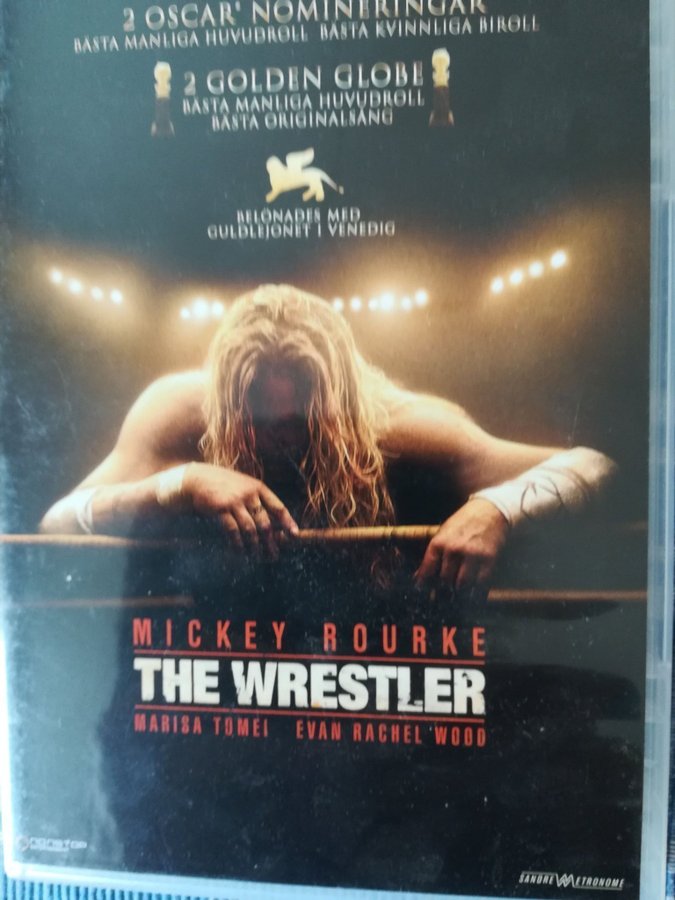 2 OSCAR® NOMINERINGAR
BÄSTA MANLIGA HUVUDROLL BÄSTA KVINNLIGA BIROLL
2 GOLDEN GLOBE
BÄSTA MANLIGA HUVUDROLL
BÄSTA ORIGINALSÅNG
BELÖNADES MED
GULDLEJONET I VENEDIG
MICKEY ROURKE
THE WRESTLER
MARISA TOMEI EVAN RACHEL WOOD
SANDREW METRONOME